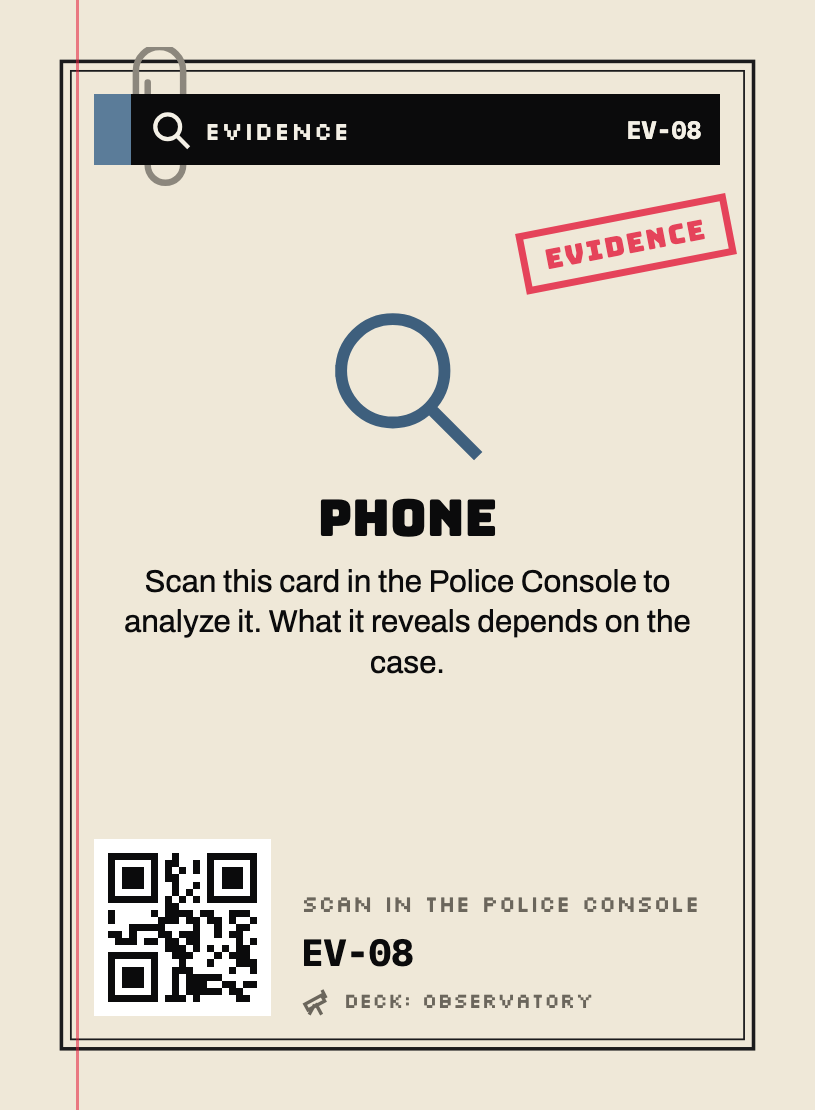 EVIDENCE EV-08
EVIDENCE
PHONE
Scan this card in the Police Console to
analyze it. What it reveals depends on the
case.
SCAN IN THE POLICE CONSOLE
EV-08
DECK: OBSERVATORY